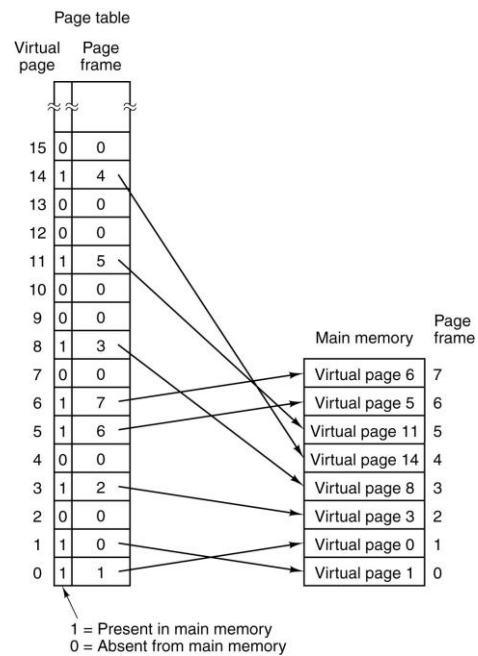 Page table
Virtual page Page frame
15 0 0
14 1 4
13 0 0
12 0 0
11 1 5
10 0 0
9 0 0
8 1 3
7 0 0
6 1 7
5 1 6
4 0 0
3 1 2
2 0 0
1 1 0
0 1 1
1 = Present in main memory
0 = Absent from main memory
Main memory
Page frame
Virtual page 6 7
Virtual page 5 6
Virtual page 11 5
Virtual page 14 4
Virtual page 8 3
Virtual page 3 2
Virtual page 0 1
Virtual page 1 0